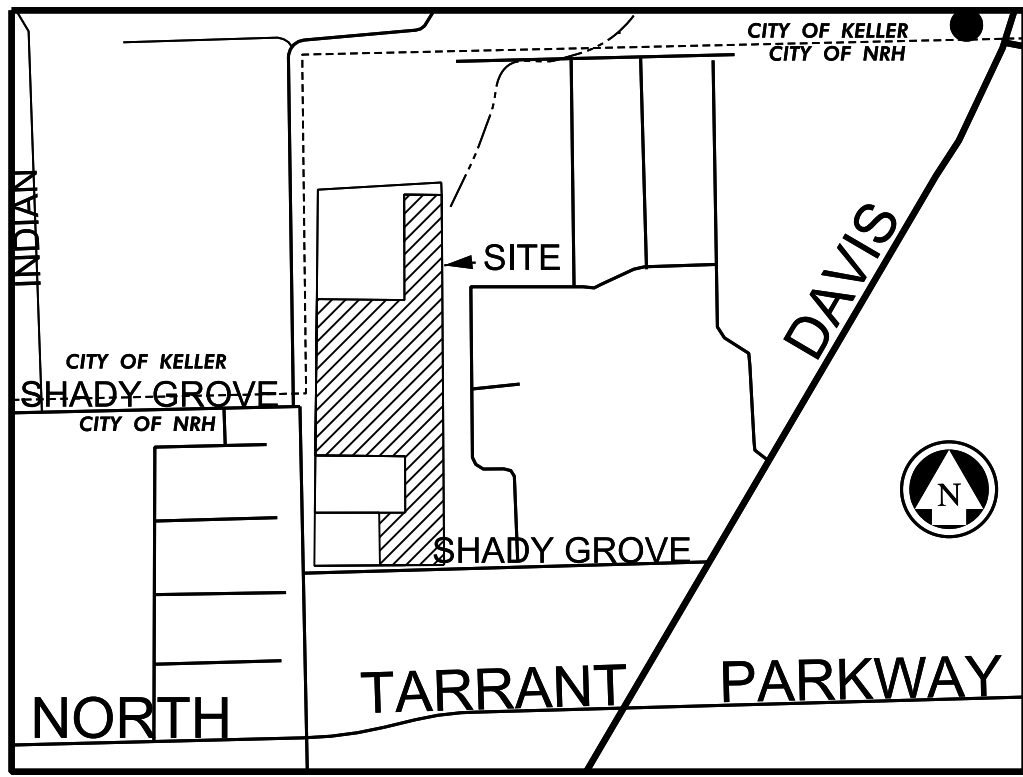 CITY OF KELLER
CITY OF NRH
INDIAN
SITE
DAVIS
CITY OF KELLER
SHADY GROVE
CITY OF NRH
N
SHADY GROVE
NORTH TARRANT PARKWAY